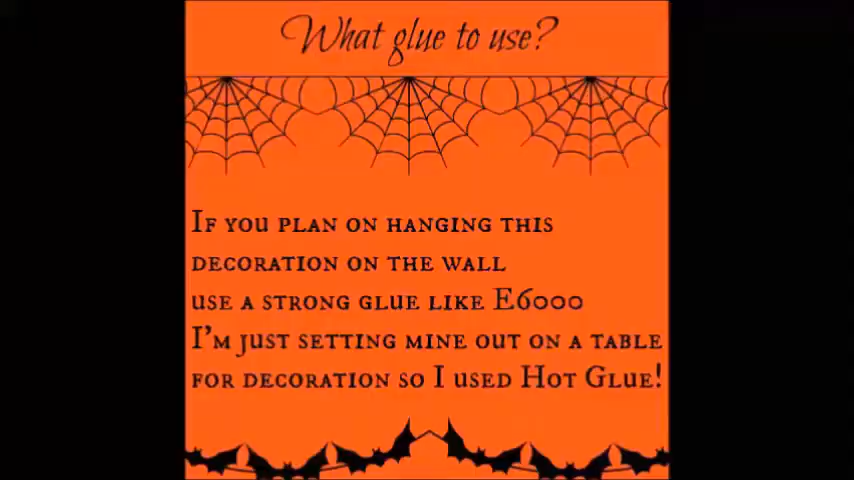 What glue to use?
If you plan on hanging this
decoration on the wall
use a strong glue like E6000
I'm just setting mine out on a table
for decoration so I used Hot Glue!